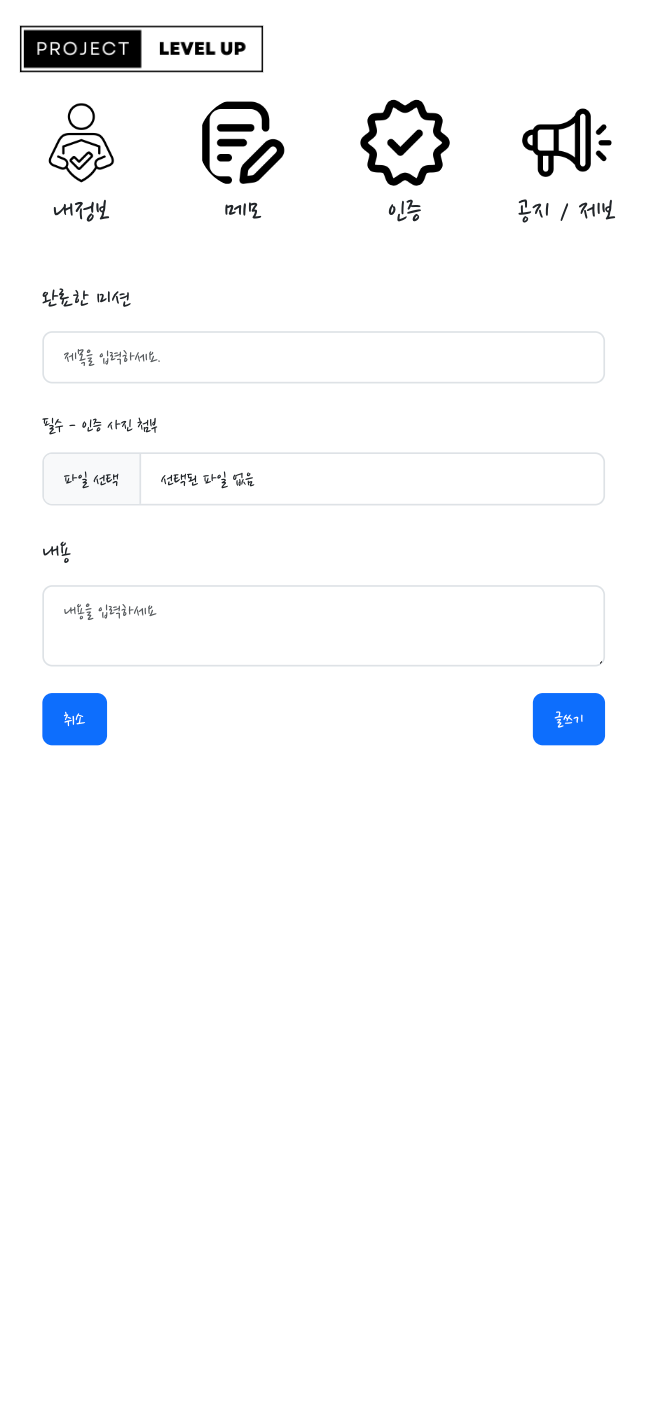 PROJECT LEVEL UP
내정보 메모 인증 공지 / 제보
완료한 미션
제목을 입력하세요.
필수 - 인증 사진 첨부
파일 선택 선택된 파일 없음
내용
내용을 입력하세요
취소 글쓰기